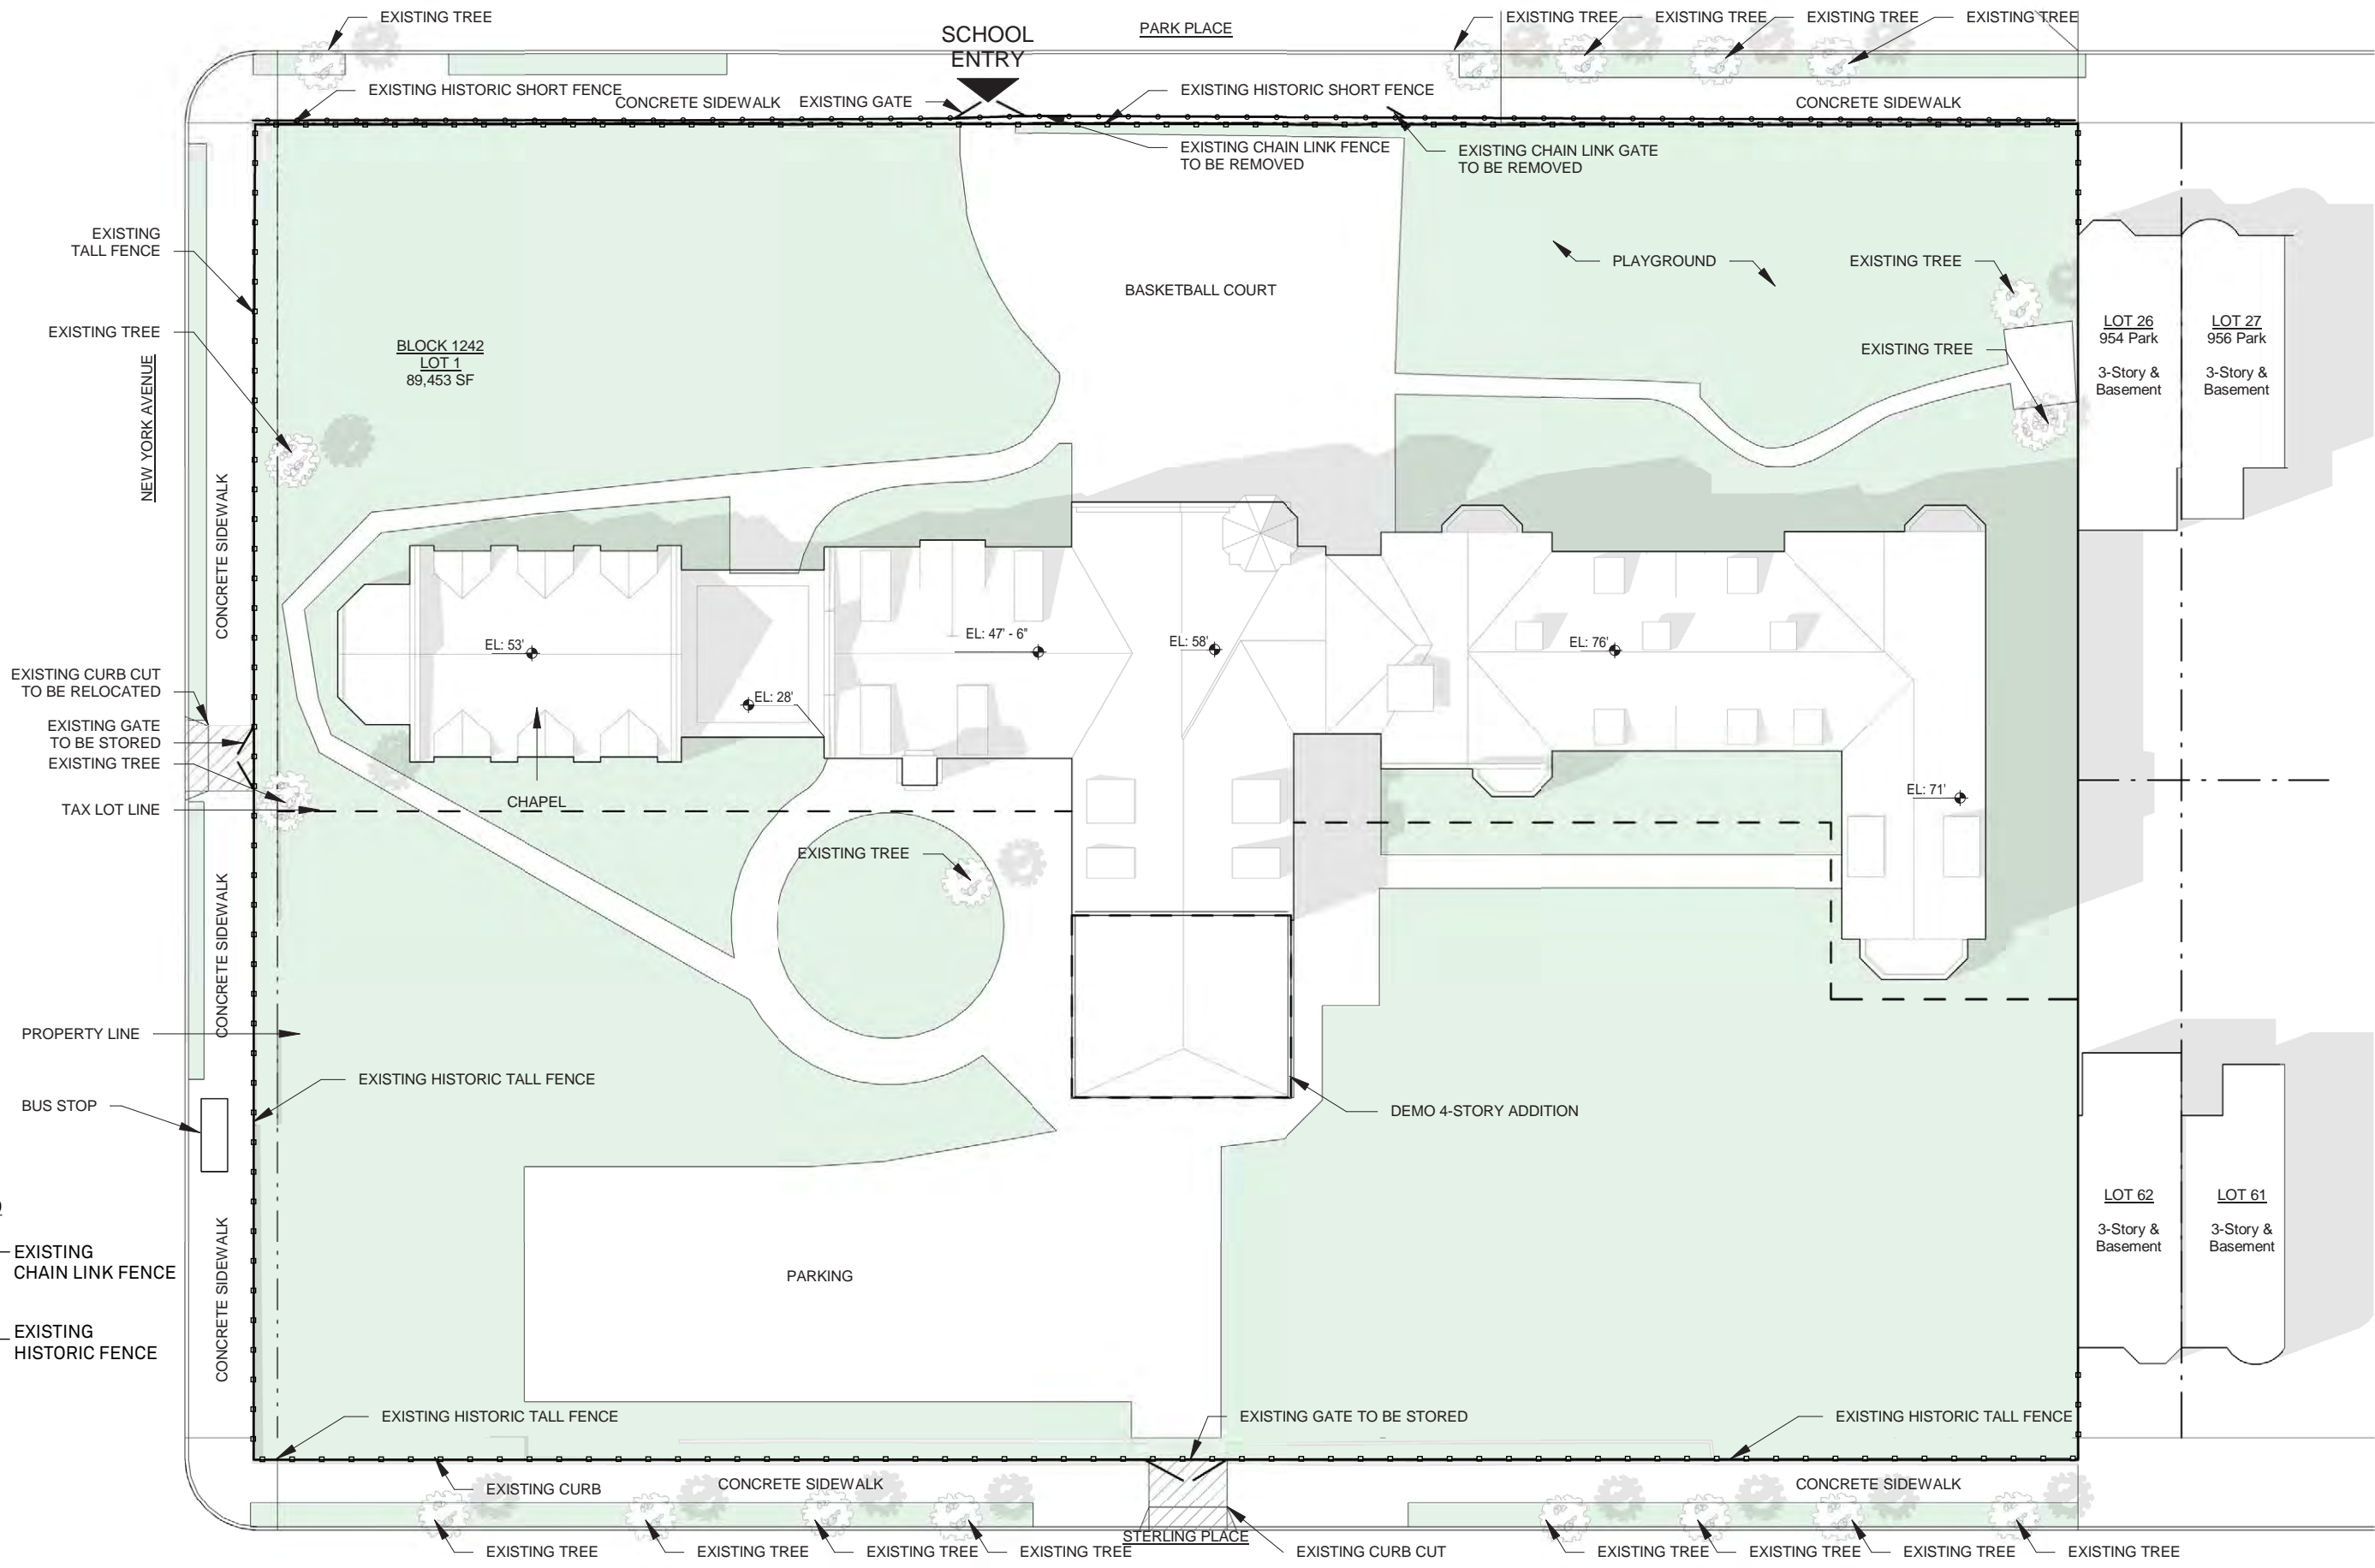 EXISTING TREE
SCHOOL
ENTRY
PARK PLACE
EXISTING TREE
EXISTING TREE
EXISTING TREE
EXISTING TREE
EXISTING HISTORIC SHORT FENCE
CONCRETE SIDEWALK
EXISTING GATE
EXISTING HISTORIC SHORT FENCE
CONCRETE SIDEWALK
EXISTING CHAIN LINK FENCE
TO BE REMOVED
EXISTING CHAIN LINK GATE
TO BE REMOVED
EXISTING
TALL FENCE
PLAYGROUND
EXISTING TREE
BASKETBALL COURT
EXISTING TREE
BLOCK 1242
LOT 1
89,453 SF
LOT 26
954 Park
3-Story &
Basement
LOT 27
956 Park
3-Story &
Basement
EXISTING TREE
NEW YORK AVENUE
CONCRETE SIDEWALK
EL: 53'
EL: 47' - 6"
EL: 58'
EL: 76'
EXISTING CURB CUT
TO BE RELOCATED
EL: 28'
EXISTING GATE
TO BE STORED
EXISTING TREE
TAX LOT LINE
CHAPEL
EL: 71'
EXISTING TREE
CONCRETE SIDEWALK
PROPERTY LINE
EXISTING HISTORIC TALL FENCE
BUS STOP
DEMO 4-STORY ADDITION
LOT 62
3-Story &
Basement
LOT 61
3-Story &
Basement
EXISTING
CHAIN LINK FENCE
CONCRETE SIDEWALK
PARKING
EXISTING
HISTORIC FENCE
EXISTING HISTORIC TALL FENCE
EXISTING GATE TO BE STORED
EXISTING HISTORIC TALL FENCE
EXISTING CURB
CONCRETE SIDEWALK
CONCRETE SIDEWALK
STERLING PLACE
EXISTING TREE
EXISTING TREE
EXISTING TREE
EXISTING TREE
EXISTING CURB CUT
EXISTING TREE
EXISTING TREE
EXISTING TREE
EXISTING TREE